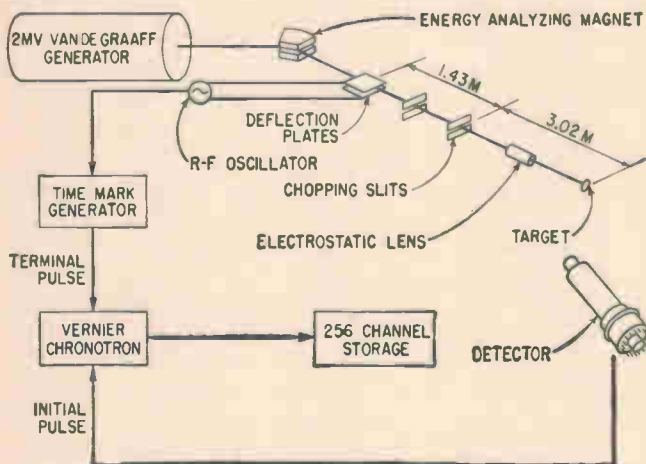 2MV VAN DE GRAAFF
GENERATOR
ENERGY ANALYZING MAGNET
1.43 M
3.02 M
DEFLECTION
PLATES
R-F OSCILLATOR
CHOPPING SLITS
TIME MARK
GENERATOR
ELECTROSTATIC LENS
TARGET
TERMINAL
PULSE
VERNIER
CHRONOTRON
256 CHANNEL
STORAGE
DETECTOR
INITIAL
PULSE